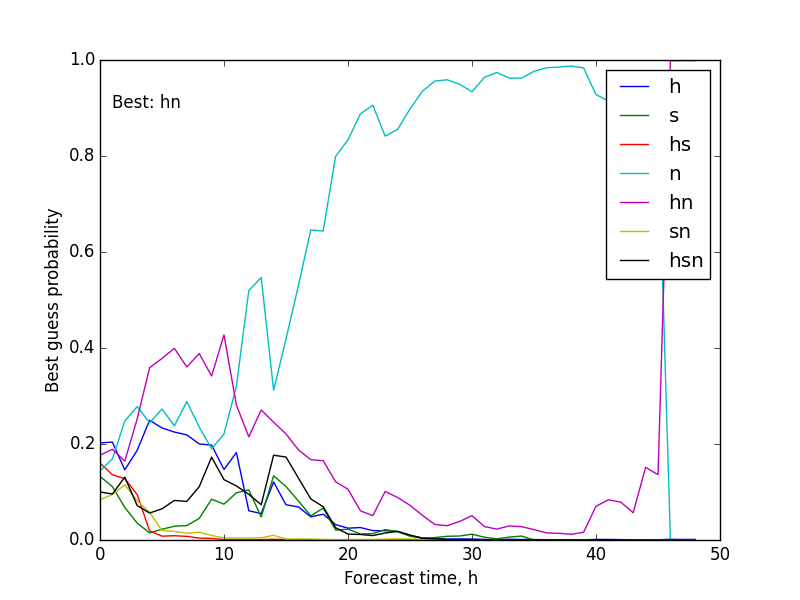 1.0
0.8
0.6
0.4
0.2
0.0
Best guess probability
Best: hn
h
s
hs
n
hn
sn
hsn
0 10 20 30 40 50
Forecast time, h